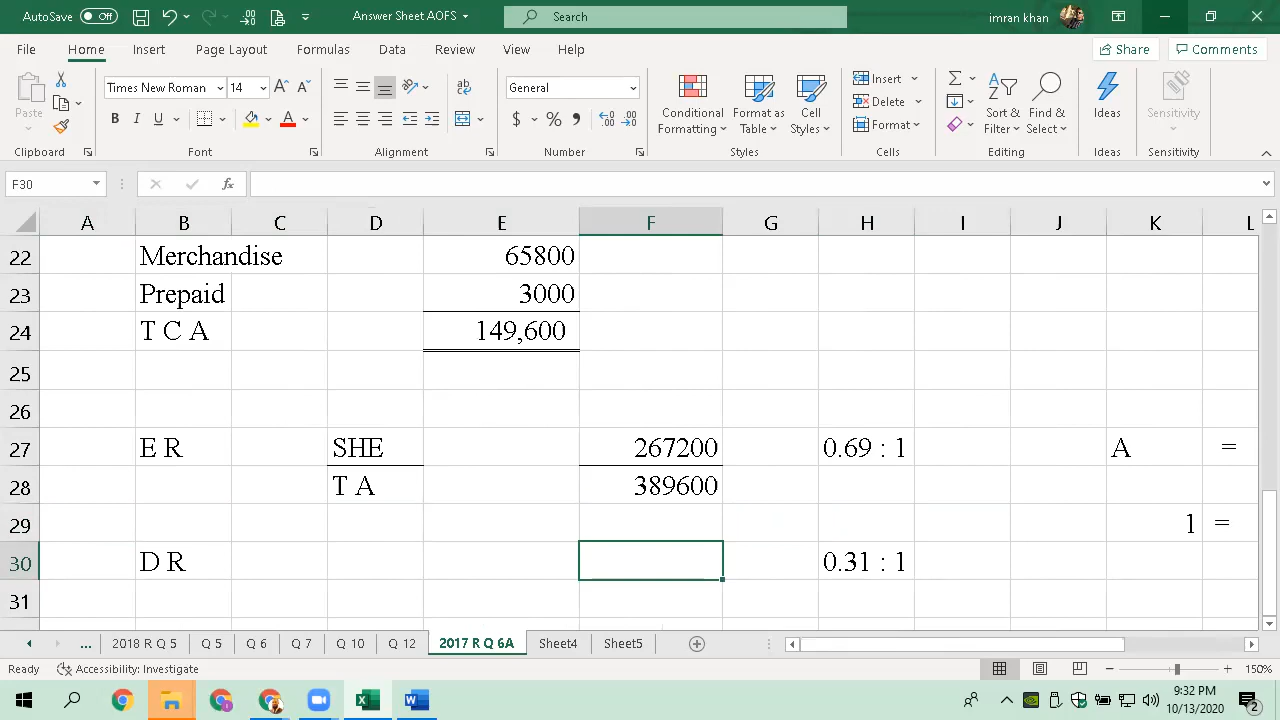 AutoSave Off Answer Sheet AOFS Search imran khan
File Home Insert Page Layout Formulas Data Review View Help Share Comments
Paste Times New Roman 14 General Conditional Formatting Format as Table Cell Styles Insert Delete Format Sort & Filter Find & Select Ideas Sensitivity
B I U A $ % ,
Clipboard Font Alignment Number Styles Cells Editing Ideas Sensitivity
F30 fx
A B C D E F G H I J K L
22 Merchandise 65800
23 Prepaid 3000
24 T C A 149,600
25
26
27 E R SHE 267200 0.69 : 1 A =
28 T A 389600
29 1 =
30 D R 0.31 : 1
31
... 2018 R Q 5 Q 5 Q 6 Q 7 Q 10 Q 12 2017 R Q 6A Sheet4 Sheet5
Ready Accessibility: Investigate 150%
9:32 PM
10/13/2020
2